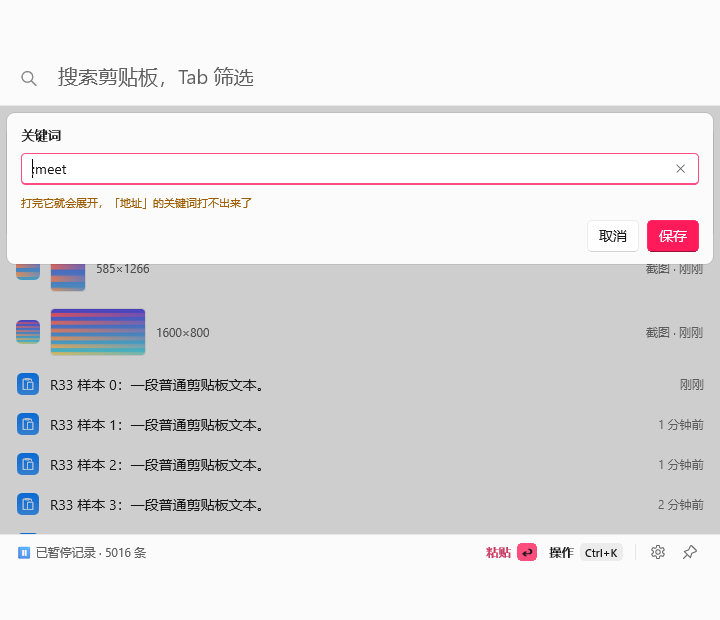 搜索剪贴板，Tab 筛选
关键词
:meet
打完它就会展开，「地址」的关键词打不出来了
取消
保存
585×1266
截图 · 刚刚
1600×800
截图 · 刚刚
R33 样本 0：一段普通剪贴板文本。
刚刚
R33 样本 1：一段普通剪贴板文本。
1 分钟前
R33 样本 2：一段普通剪贴板文本。
1 分钟前
R33 样本 3：一段普通剪贴板文本。
2 分钟前
已暂停记录 · 5016 条
粘贴
操作
Ctrl+K